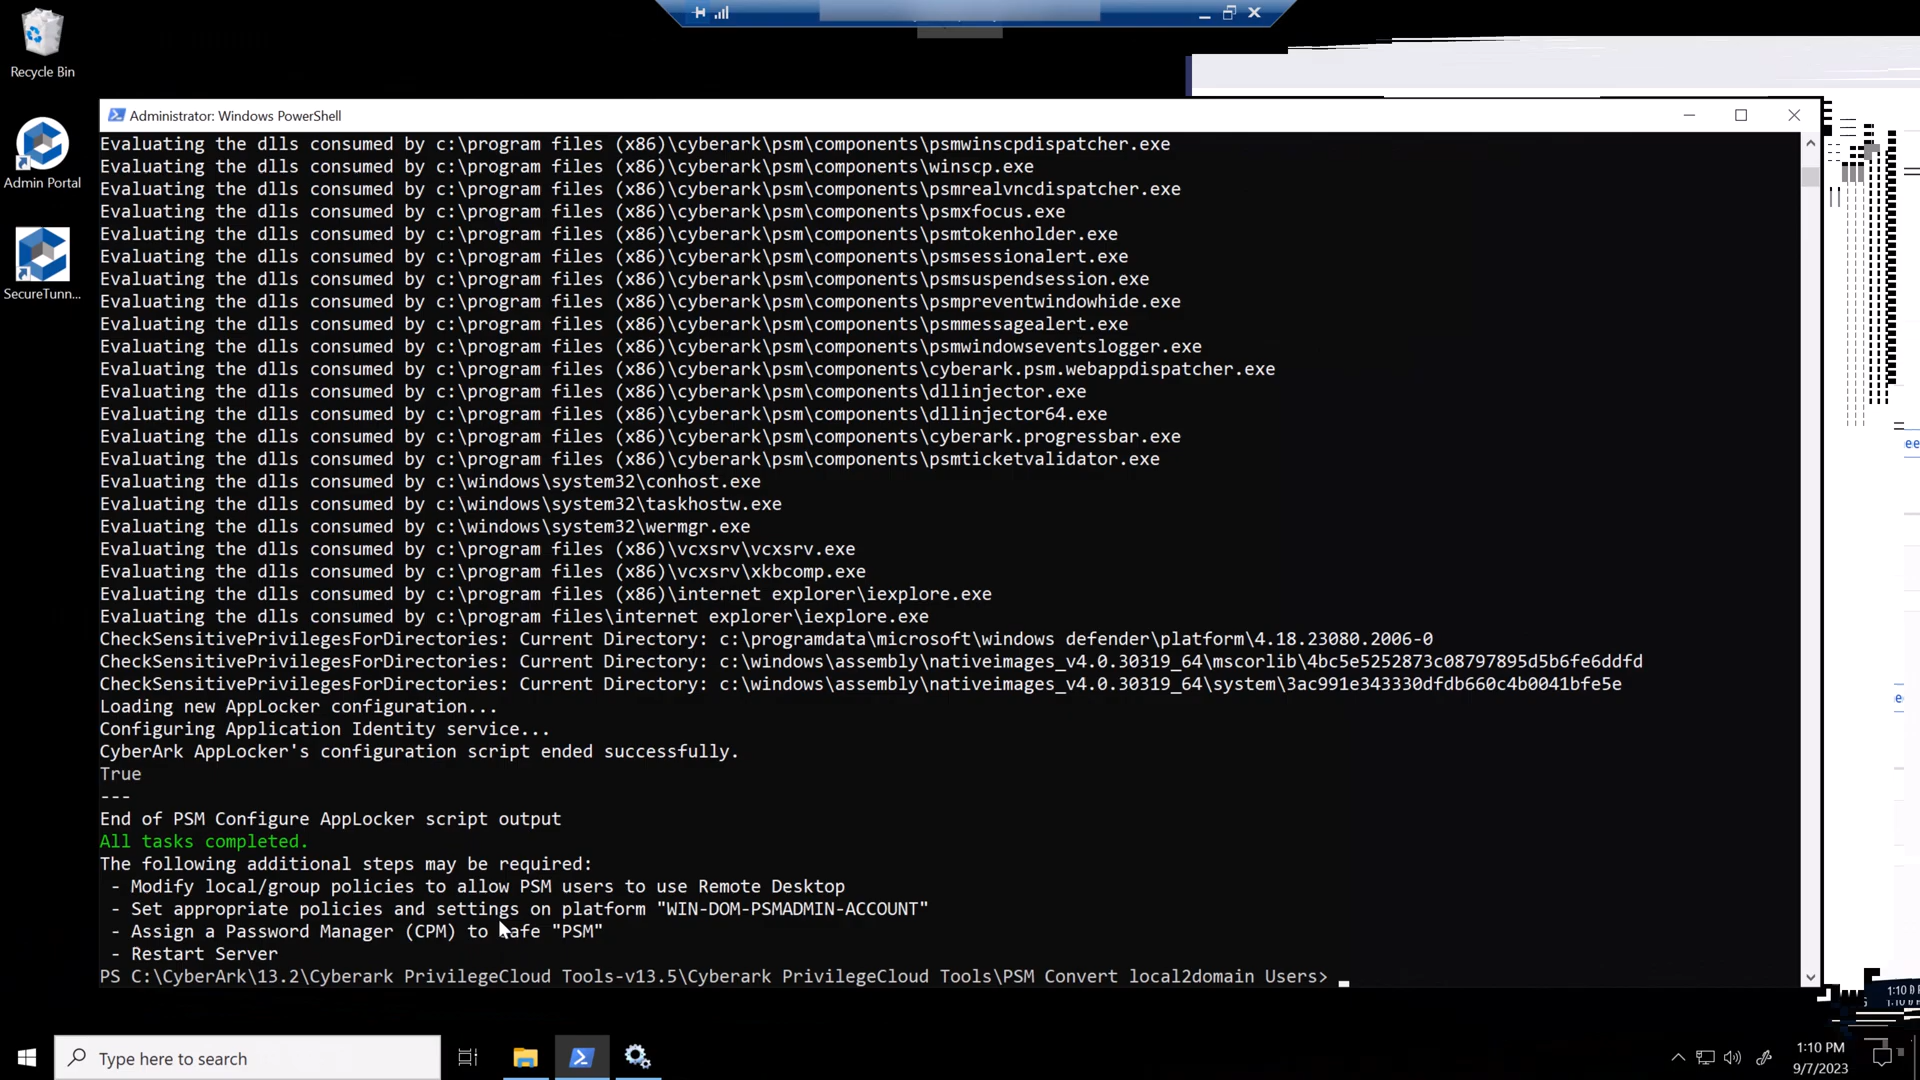 Recycle Bin
Admin Portal
SecureTunn...
Administrator: Windows PowerShell
Evaluating the dlls consumed by c:\program files (x86)\cyberark\psm\components\psmwinscpdispatcher.exe
Evaluating the dlls consumed by c:\program files (x86)\cyberark\psm\components\winscp.exe
Evaluating the dlls consumed by c:\program files (x86)\cyberark\psm\components\psmrealvncdispatcher.exe
Evaluating the dlls consumed by c:\program files (x86)\cyberark\psm\components\psmxfocus.exe
Evaluating the dlls consumed by c:\program files (x86)\cyberark\psm\components\psmtokenholder.exe
Evaluating the dlls consumed by c:\program files (x86)\cyberark\psm\components\psmsessionalert.exe
Evaluating the dlls consumed by c:\program files (x86)\cyberark\psm\components\psmsuspendsession.exe
Evaluating the dlls consumed by c:\program files (x86)\cyberark\psm\components\psmpreventwindowhide.exe
Evaluating the dlls consumed by c:\program files (x86)\cyberark\psm\components\psmmessagealert.exe
Evaluating the dlls consumed by c:\program files (x86)\cyberark\psm\components\psmwindowseventslogger.exe
Evaluating the dlls consumed by c:\program files (x86)\cyberark\psm\components\cyberark.psm.webappdispatcher.exe
Evaluating the dlls consumed by c:\program files (x86)\cyberark\psm\components\dllinjector.exe
Evaluating the dlls consumed by c:\program files (x86)\cyberark\psm\components\dllinjector64.exe
Evaluating the dlls consumed by c:\program files (x86)\cyberark\psm\components\cyberark.progressbar.exe
Evaluating the dlls consumed by c:\program files (x86)\cyberark\psm\components\psmticketvalidator.exe
Evaluating the dlls consumed by c:\windows\system32\conhost.exe
Evaluating the dlls consumed by c:\windows\system32\taskhostw.exe
Evaluating the dlls consumed by c:\windows\system32\wermgr.exe
Evaluating the dlls consumed by c:\program files (x86)\vcxsrv\vcxsrv.exe
Evaluating the dlls consumed by c:\program files (x86)\vcxsrv\xkbcomp.exe
Evaluating the dlls consumed by c:\program files (x86)\internet explorer\iexplore.exe
Evaluating the dlls consumed by c:\program files\internet explorer\iexplore.exe
CheckSensitivePrivilegesForDirectories: Current Directory: c:\programdata\microsoft\windows defender\platform\4.18.23080.2006-0
CheckSensitivePrivilegesForDirectories: Current Directory: c:\windows\assembly\nativeimages_v4.0.30319_64\mscorlib\4bc5e5252873c08797895d5b6fe6ddfd
CheckSensitivePrivilegesForDirectories: Current Directory: c:\windows\assembly\nativeimages_v4.0.30319_64\system\3ac991e343330dfdb660c4b0041bfe5e
Loading new AppLocker configuration...
Configuring Application Identity service...
CyberArk AppLocker's configuration script ended successfully.
True
---
End of PSM Configure AppLocker script output
All tasks completed.
The following additional steps may be required:
- Modify local/group policies to allow PSM users to use Remote Desktop
- Set appropriate policies and settings on platform "WIN-DOM-PSMADMIN-ACCOUNT"
- Assign a Password Manager (CPM) to safe "PSM"
- Restart Server
PS C:\CyberArk\13.2\Cyberark PrivilegeCloud Tools-v13.5\Cyberark PrivilegeCloud Tools\PSM Convert local2domain Users>
Type here to search
1:10 PM
9/7/2023